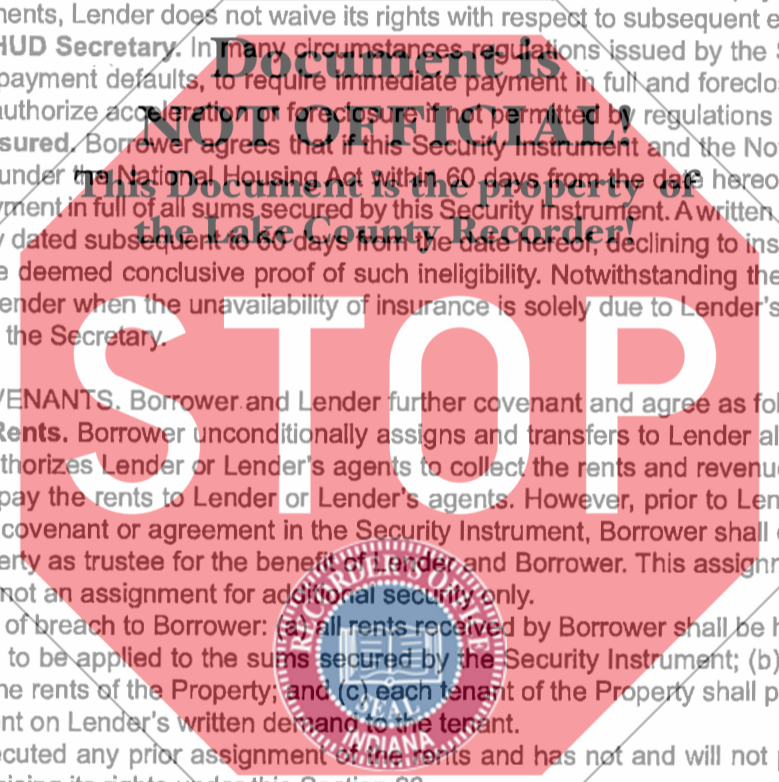 nents, Lender does not waive its rights with respect to subsequent e
HUD Secretary. In many circumstances regulations issued by the S
payment defaults, to require immediate payment in full and foreclo
authorize acceleration or foreclosure if not permitted by regulations
sured. Borrower agrees that if this Security Instrument and the No
under the National Housing Act within 60 days from the date hereo
yment in full of all sums secured by this Security Instrument. A written
y dated subsequent to 60 days from the date hereof, declining to ins
e deemed conclusive proof of such ineligibility. Notwithstanding the
ender when the unavailability of insurance is solely due to Lender's
the Secretary.
VENANTS. Borrower and Lender further covenant and agree as fol
Rents. Borrower unconditionally assigns and transfers to Lender al
thorizes Lender or Lender's agents to collect the rents and revenu
pay the rents to Lender or Lender's agents. However, prior to Len
covenant or agreement in the Security Instrument, Borrower shall
erty as trustee for the benefit of Lender and Borrower. This assignr
not an assignment for additional security only.
of breach to Borrower: (a) all rents received by Borrower shall be h
to be applied to the sums secured by the Security Instrument; (b)
ne rents of the Property; and (c) each tenant of the Property shall p
nt on Lender's written demand to the tenant.
ecuted any prior assignment of the rents and has not and will not
Document is
NOT OFFICIAL!
This Document is the property of
the Lake County Recorder!
STOP
RECORDER'S OFFICE
SEAL
INDIANA